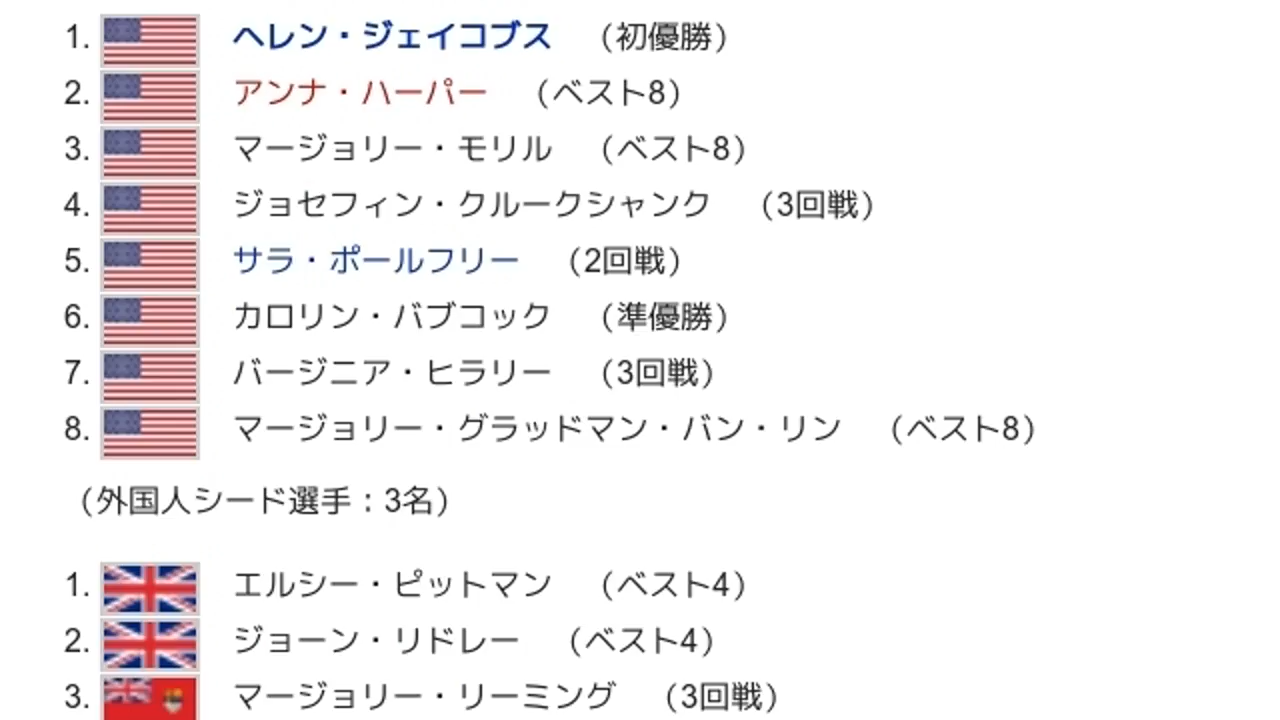 1. ヘレン・ジェイコブス （初優勝）
2. アンナ・ハーパー （ベスト8）
3. マージョリー・モリル （ベスト8）
4. ジョセフィン・クルークシャンク （3回戦）
5. サラ・ポールフリー （2回戦）
6. カロリン・バブコック （準優勝）
7. バージニア・ヒラリー （3回戦）
8. マージョリー・グラッドマン・バン・リン （ベスト8）
（外国人シード選手：3名）
1. エルシー・ピットマン （ベスト4）
2. ジョーン・リドレー （ベスト4）
3. マージョリー・リーミング （3回戦）